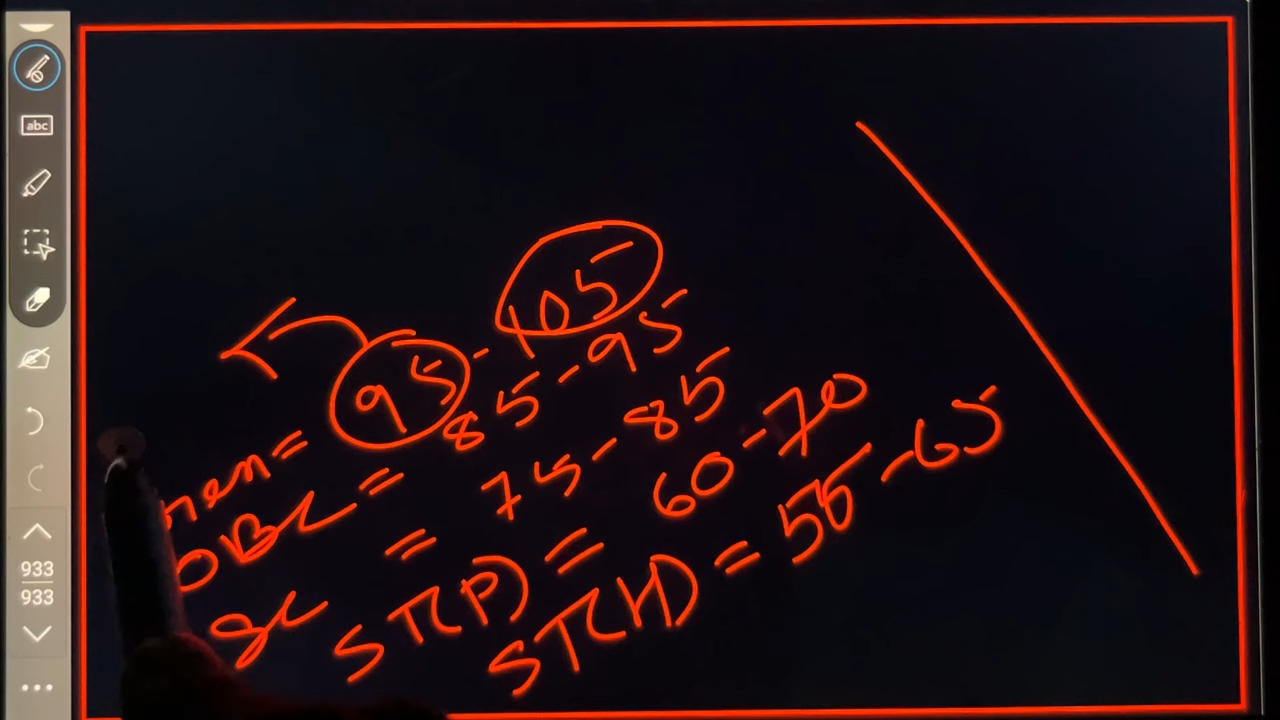 abc
933
933
Gen = 95 - 105
OBC = 85 - 95
SC = 75 - 85
ST(P) = 60 - 70
ST(H) = 55 - 65